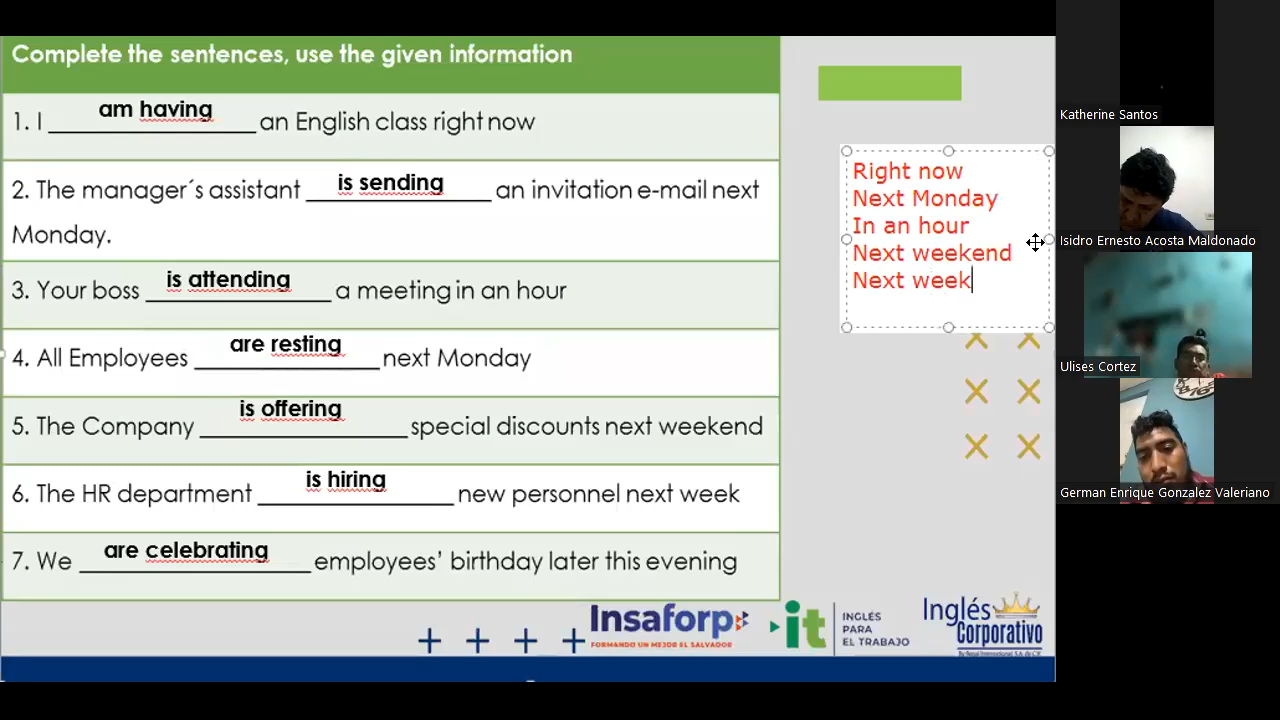 Complete the sentences, use the given information
1. I am having an English class right now
2. The manager´s assistant is sending an invitation e-mail next
Monday.
3. Your boss is attending a meeting in an hour
4. All Employees are resting next Monday
5. The Company is offering special discounts next weekend
6. The HR department is hiring new personnel next week
7. We are celebrating employees’ birthday later this evening
Right now
Next Monday
In an hour
Next weekend
Next week
Insaforp
FORMANDO UN MEJOR EL SALVADOR
it
INGLÉS
PARA
EL TRABAJO
Inglés
Corporativo
Katherine Santos
Isidro Ernesto Acosta Maldonado
Ulises Cortez
German Enrique Gonzalez Valeriano